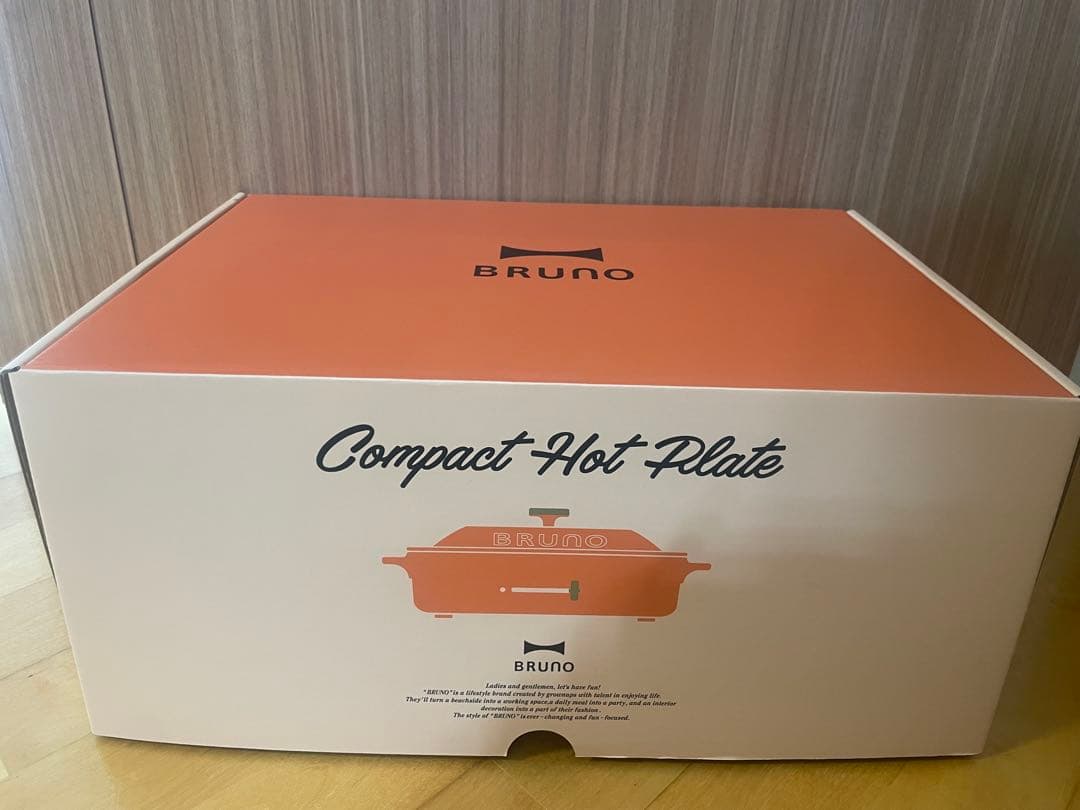 BRUNO
Compact Hot Plate
BRUNO
BRUNO
Ladies and gentlemen, let's have fun!
"BRUNO" is a lifestyle brand created by grownups with talent in enjoying life.
They'll turn a beachside into a working space,a daily meal into a party, and an interior
decoration into a part of their fashion.
The style of "BRUNO" is ever-changing and fun-focused.